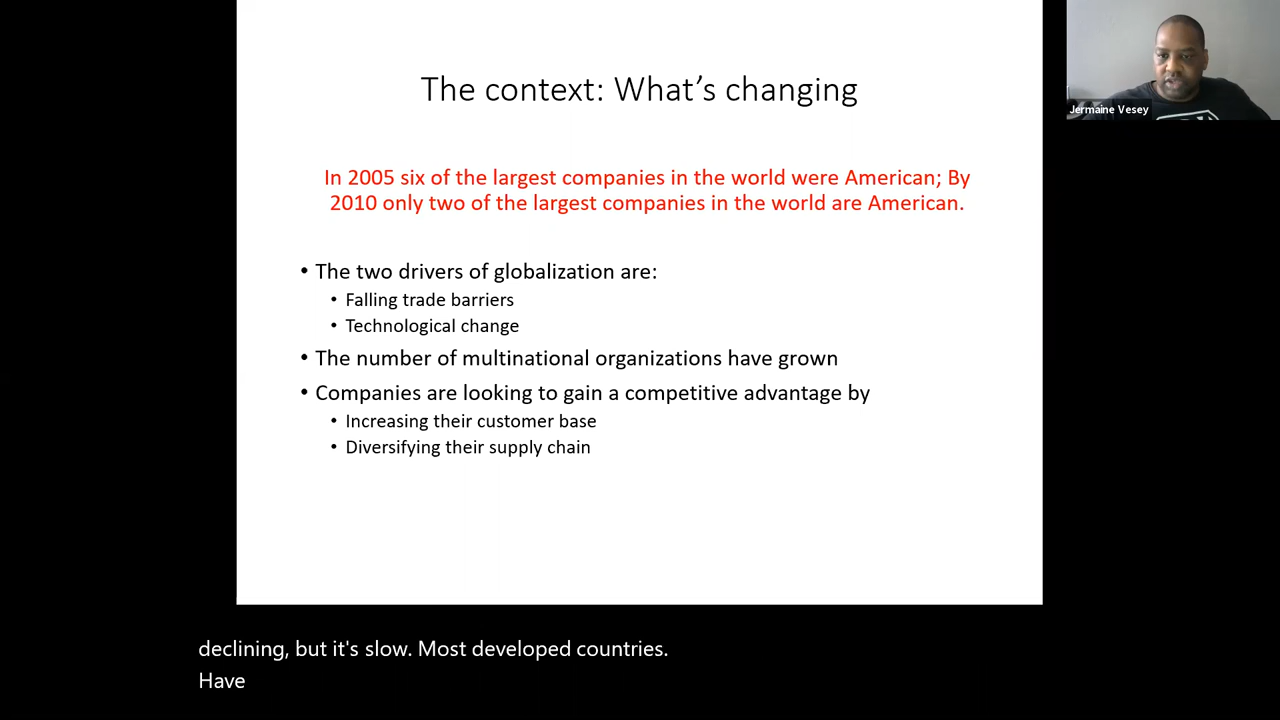 The context: What's changing
Jermaine Vesey
In 2005 six of the largest companies in the world were American; By
2010 only two of the largest companies in the world are American.
• The two drivers of globalization are:
• Falling trade barriers
• Technological change
• The number of multinational organizations have grown
• Companies are looking to gain a competitive advantage by
• Increasing their customer base
• Diversifying their supply chain
declining, but it's slow. Most developed countries.
Have